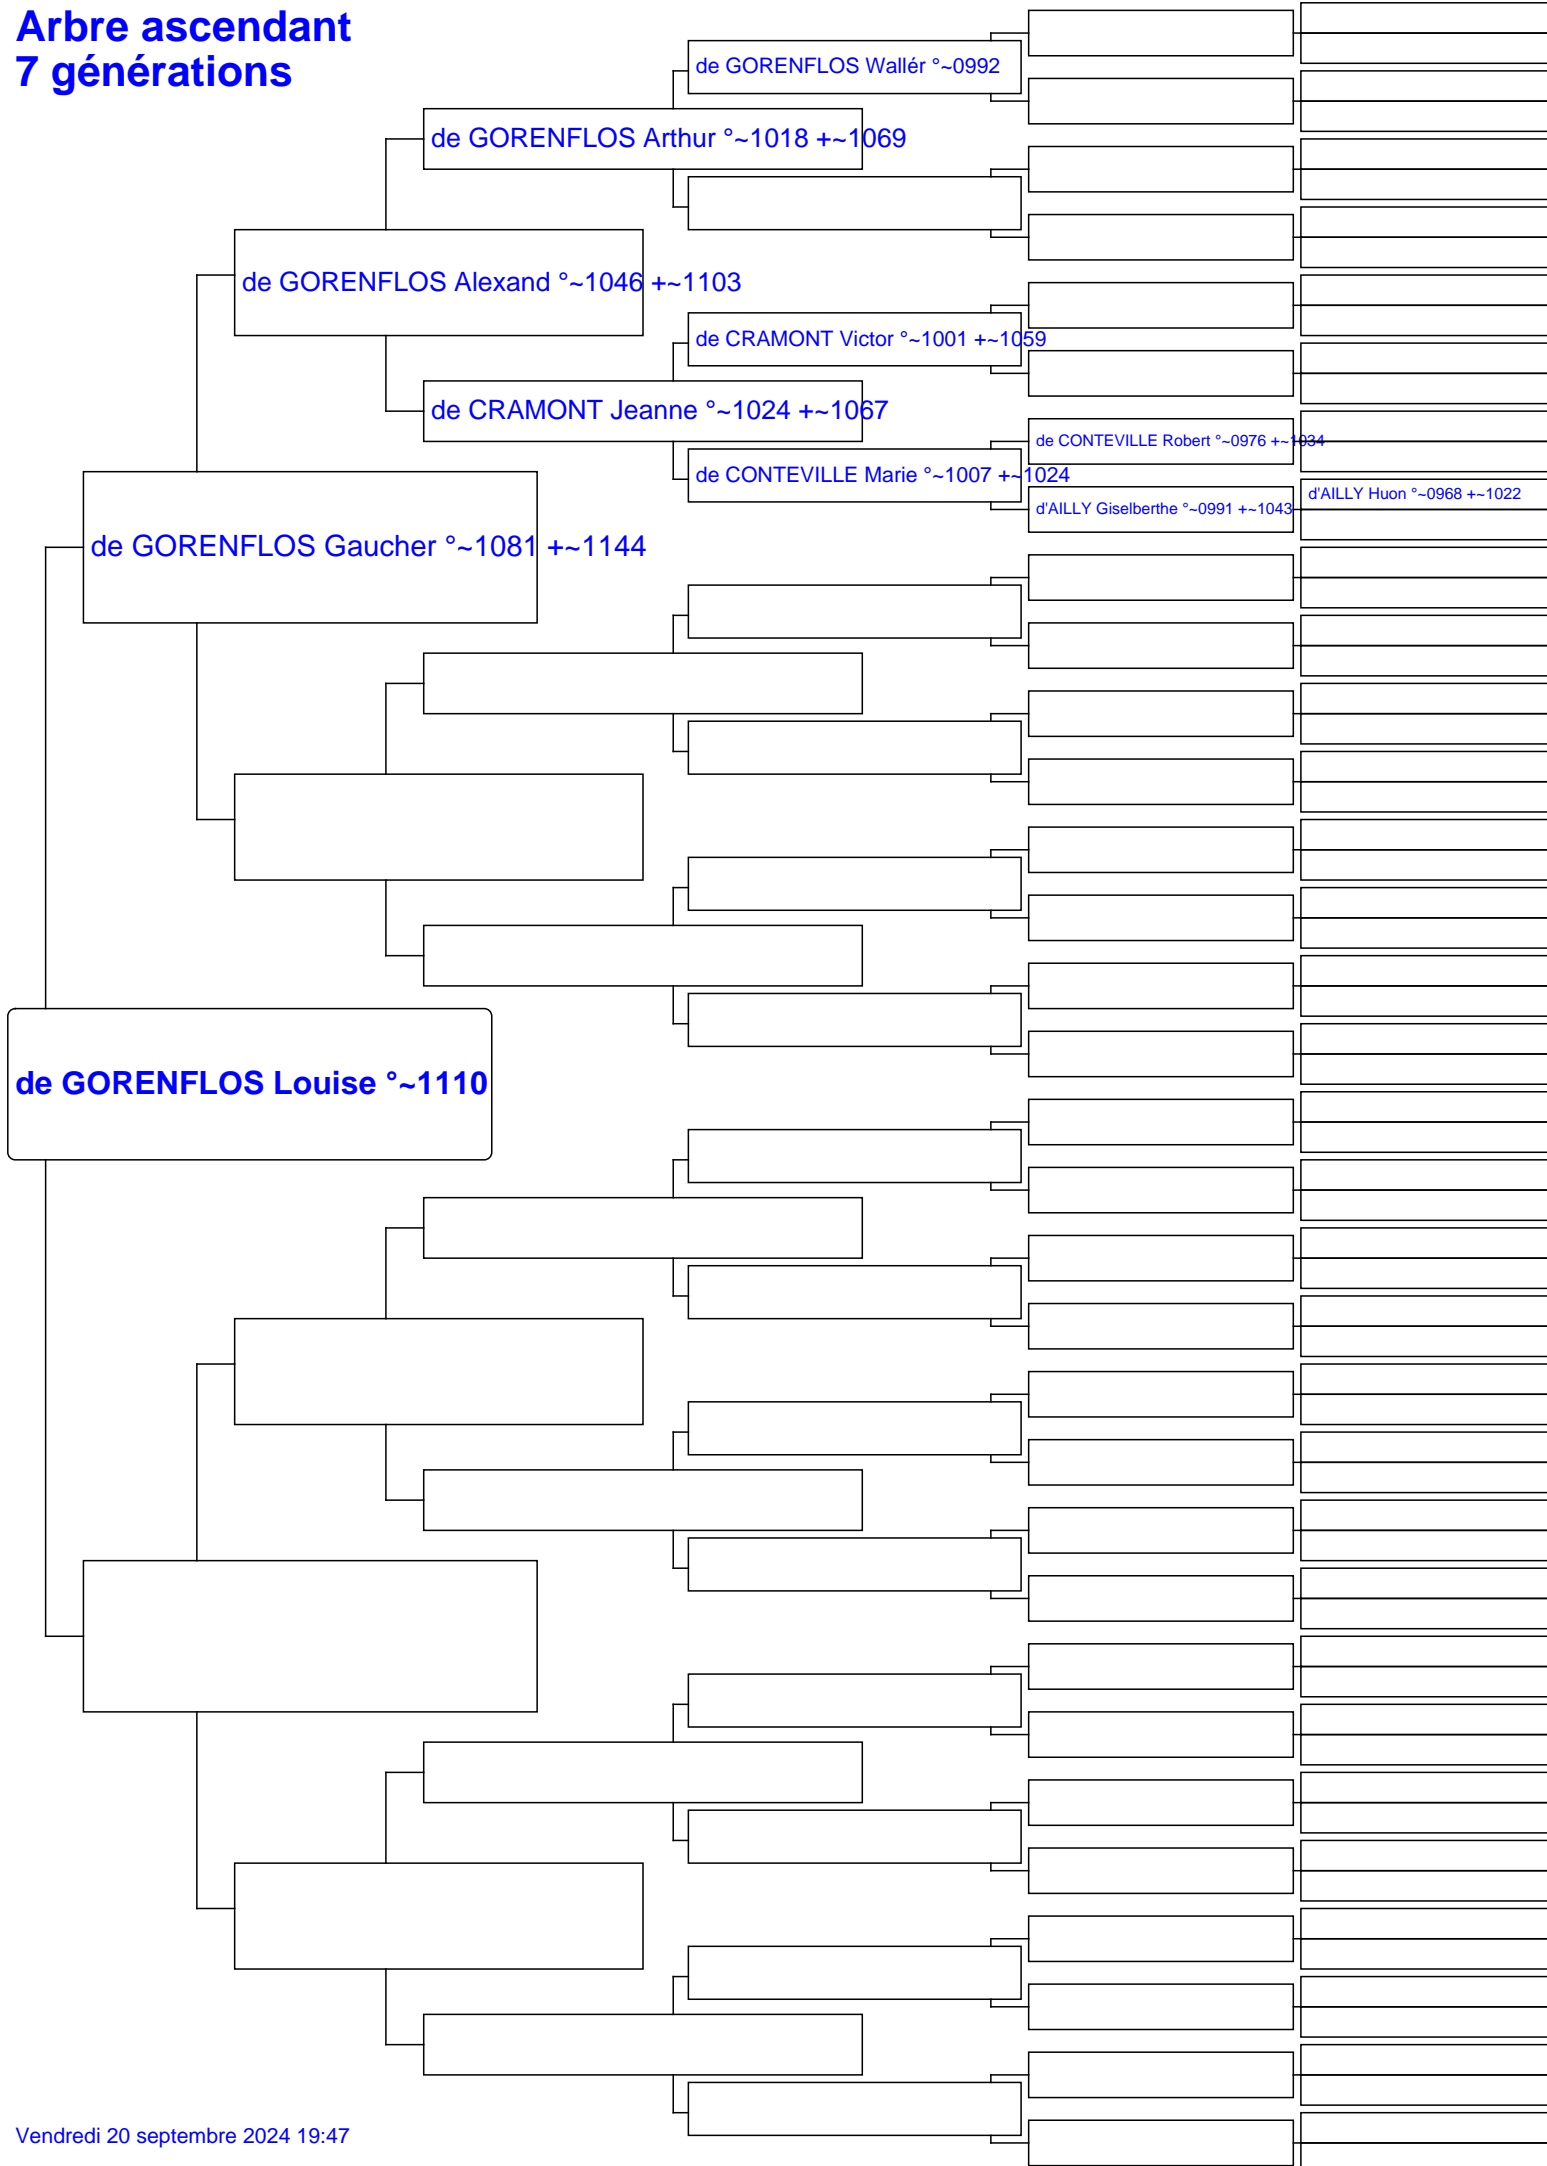 Arbre ascendant
7 générations
de GORENFLOS Wallér °~0992
de GORENFLOS Arthur °~1018 +~1069
de GORENFLOS Alexand °~1046 +~1103
de CRAMONT Victor °~1001 +~1059
de CRAMONT Jeanne °~1024 +~1067
de CONTEVILLE Robert °~0976 +~1034
de CONTEVILLE Marie °~1007 +~1024
d'AILLY Huon °~0968 +~1022
d'AILLY Giselberthe °~0991 +~1043
de GORENFLOS Gaucher °~1081 +~1144
de GORENFLOS Louise °~1110
Vendredi 20 septembre 2024 19:47